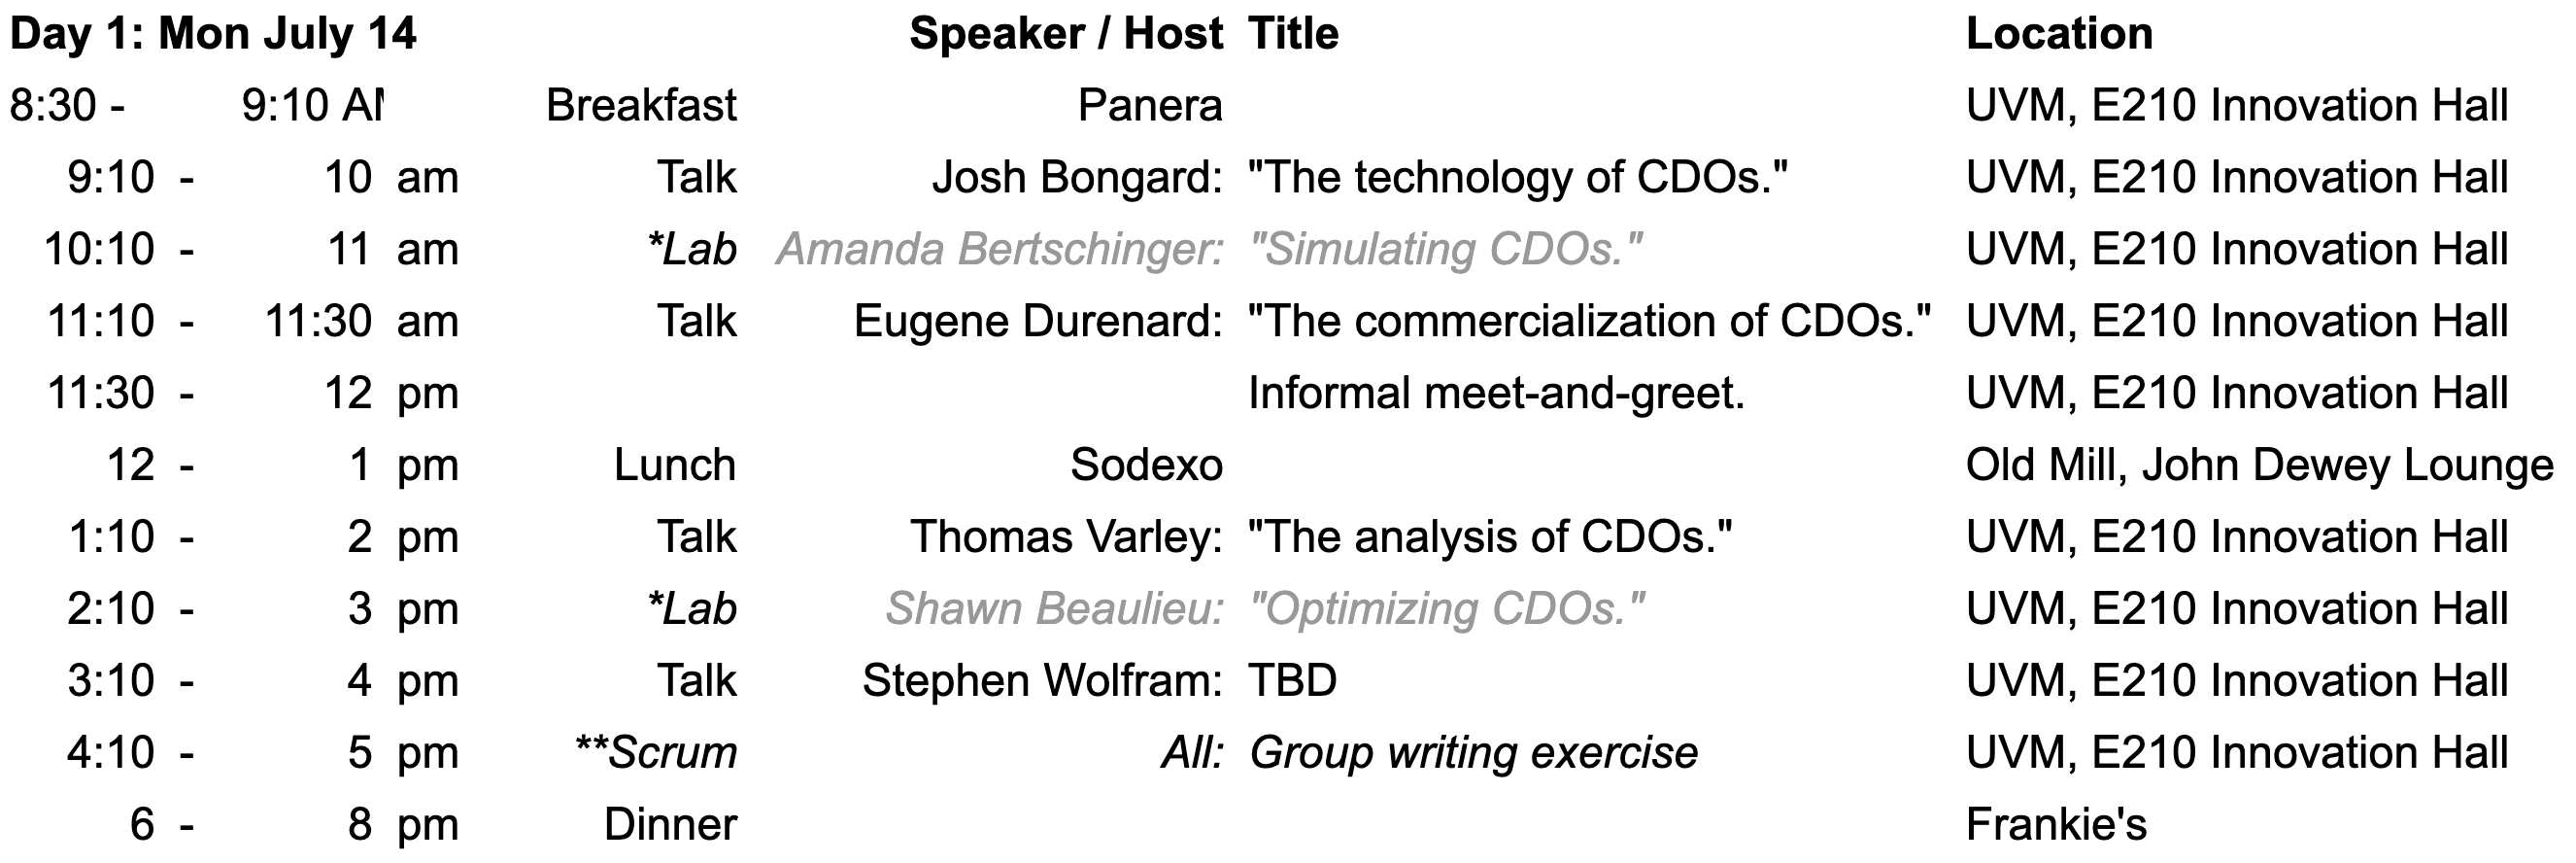 Day 1: Mon July 14 Speaker / Host Title Location
8:30 - 9:10 AM Breakfast Panera UVM, E210 Innovation Hall
9:10 - 10 am Talk Josh Bongard: "The technology of CDOs." UVM, E210 Innovation Hall
10:10 - 11 am *Lab Amanda Bertschinger: "Simulating CDOs." UVM, E210 Innovation Hall
11:10 - 11:30 am Talk Eugene Durenard: "The commercialization of CDOs." UVM, E210 Innovation Hall
11:30 - 12 pm Informal meet-and-greet. UVM, E210 Innovation Hall
12 - 1 pm Lunch Sodexo Old Mill, John Dewey Lounge
1:10 - 2 pm Talk Thomas Varley: "The analysis of CDOs." UVM, E210 Innovation Hall
2:10 - 3 pm *Lab Shawn Beaulieu: "Optimizing CDOs." UVM, E210 Innovation Hall
3:10 - 4 pm Talk Stephen Wolfram: TBD UVM, E210 Innovation Hall
4:10 - 5 pm **Scrum All: Group writing exercise UVM, E210 Innovation Hall
6 - 8 pm Dinner Frankie's